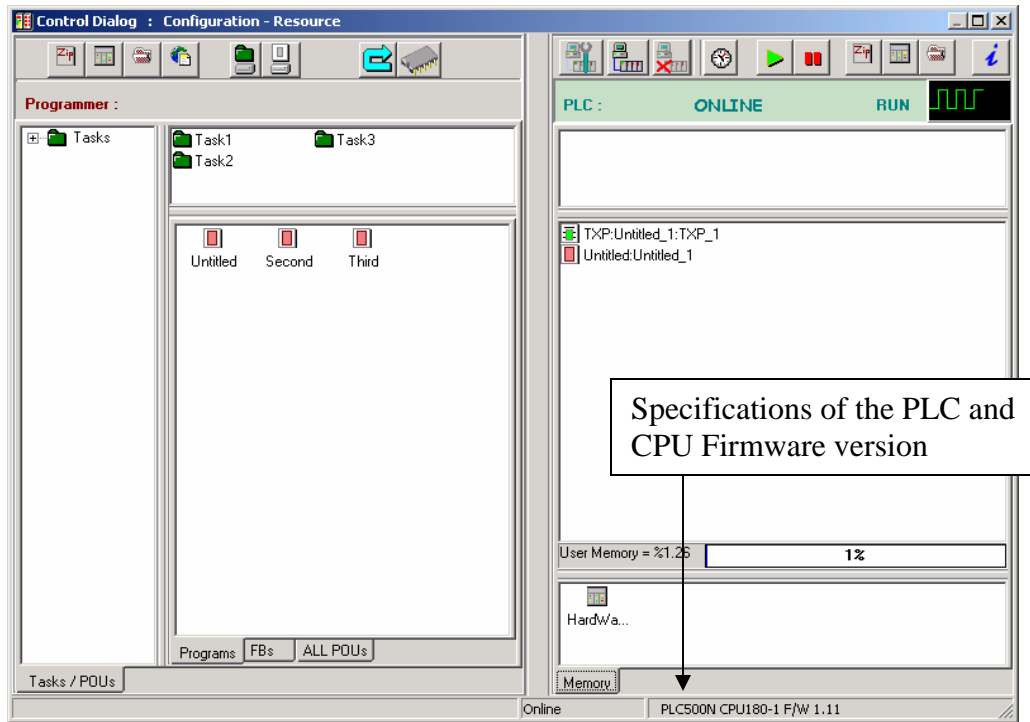 Control Dialog : Configuration - Resource
Zip
Zip
i
Programmer :
PLC : ONLINE RUN
Tasks
Task1 Task3
Task2
Untitled Second Third
TXP:Untitled_1:TXP_1
Untitled:Untitled_1
Specifications of the PLC and
CPU Firmware version
User Memory = %1.26 1%
HardWa...
Programs FBs ALL POUs
Tasks / POUs
Memory
Online PLC500N CPU180-1 F/W 1.11